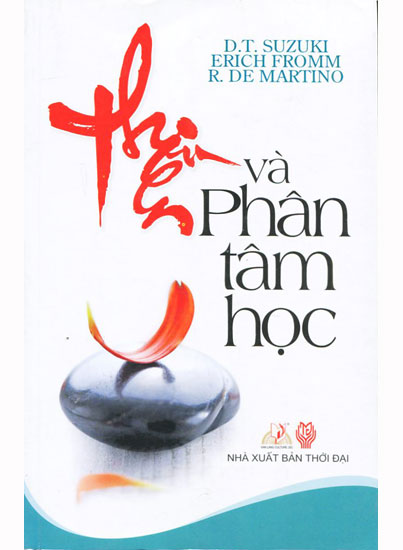 D.T. SUZUKI
ERICH FROMM
R. DE MARTINO
Thiền
và
Phân
tâm
học
NHÀ XUẤT BẢN THỜI ĐẠI